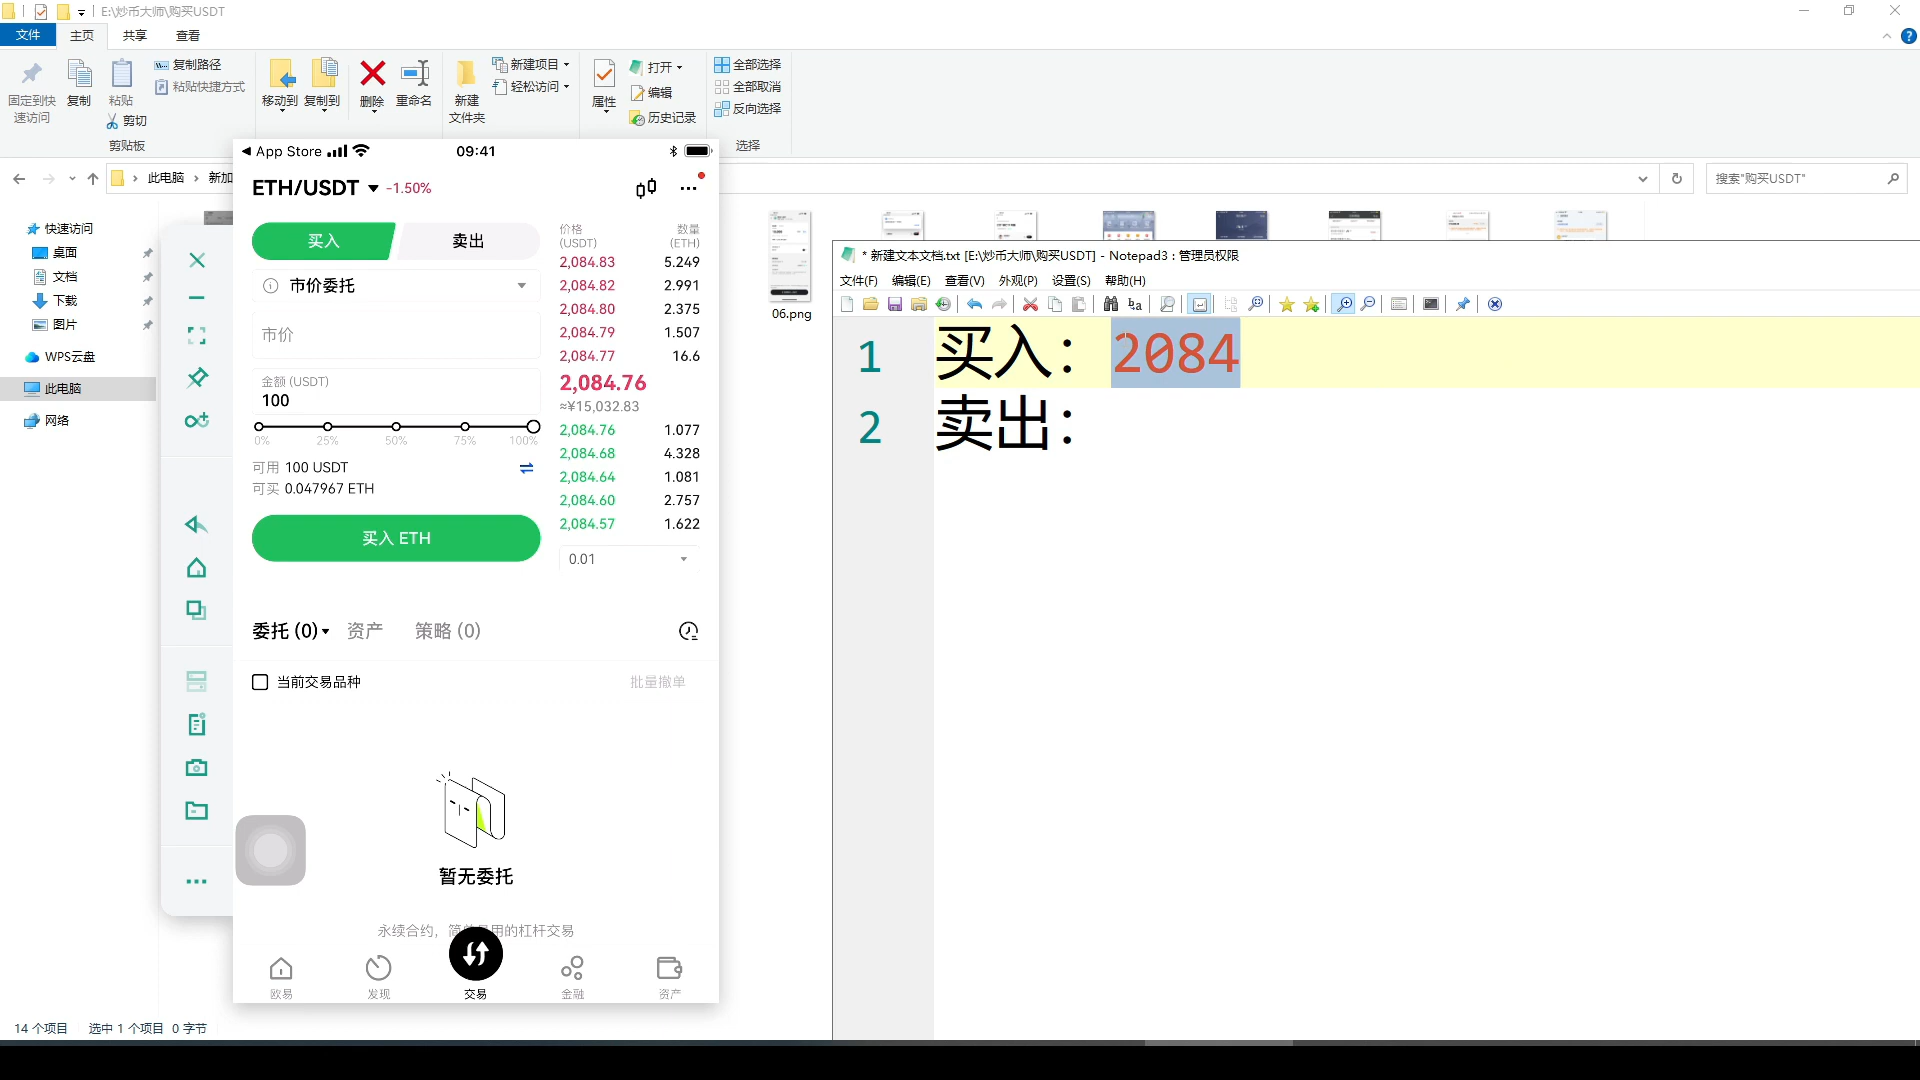 E:\炒币大师\购买USDT
文件 主页 共享 查看
固定到快速访问
复制
粘贴
复制路径
粘贴快捷方式
剪切
剪贴板
移动到
复制到
删除
重命名
新建文件夹
新建项目
轻松访问
属性
打开
编辑
历史记录
全部选择
全部取消
反向选择
选择
此电脑 新加
搜索"购买USDT"
快速访问
桌面
文档
下载
图片
WPS云盘
此电脑
网络
App Store
09:41
ETH/USDT -1.50%
买入 卖出
市价委托
市价
金额 (USDT)
100
0% 25% 50% 75% 100%
可用 100 USDT
可买 0.047967 ETH
买入 ETH
价格 (USDT) 数量 (ETH)
2,084.83 5.249
2,084.82 2.991
2,084.80 2.375
2,084.79 1.507
2,084.77 16.6
2,084.76
≈¥15,032.83
2,084.76 1.077
2,084.68 4.328
2,084.64 1.081
2,084.60 2.757
2,084.57 1.622
0.01
委托 (0) 资产 策略 (0)
当前交易品种 批量撤单
暂无委托
永续合约，简单易用的杠杆交易
欧易 发现 交易 金融 资产
06.png
* 新建文本文档.txt [E:\炒币大师\购买USDT] - Notepad3 : 管理员权限
文件(F) 编辑(E) 查看(V) 外观(P) 设置(S) 帮助(H)
1 买入：2084
2 卖出：
14 个项目 选中 1 个项目 0 字节